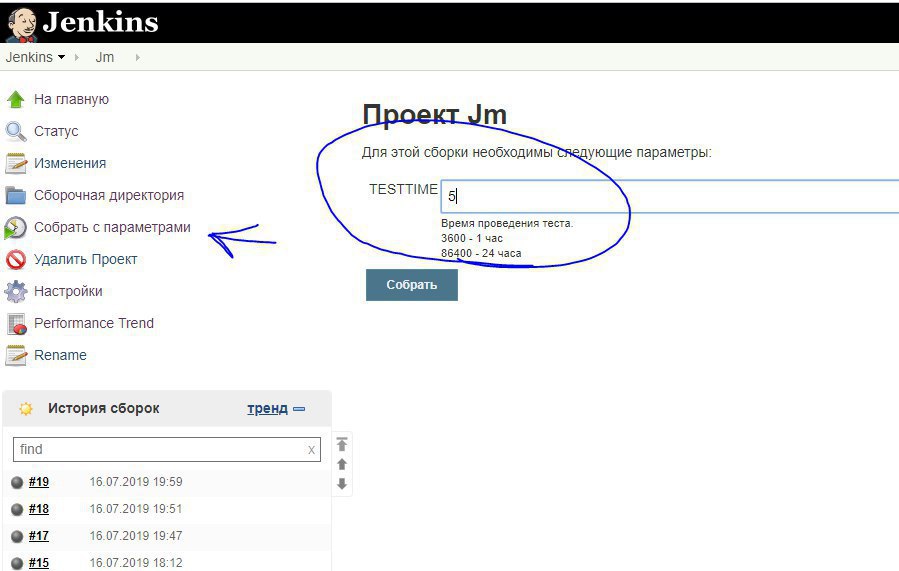 Jenkins
Jenkins Jm
На главную
Статус
Изменения
Сборочная директория
Собрать с параметрами
Удалить Проект
Настройки
Performance Trend
Rename
История сборок тренд
find x
#19 16.07.2019 19:59
#18 16.07.2019 19:51
#17 16.07.2019 19:47
#15 16.07.2019 18:12
Проект Jm
Для этой сборки необходимы следующие параметры:
TESTTIME 5
Время проведения теста.
3600 - 1 час
86400 - 24 часа
Собрать